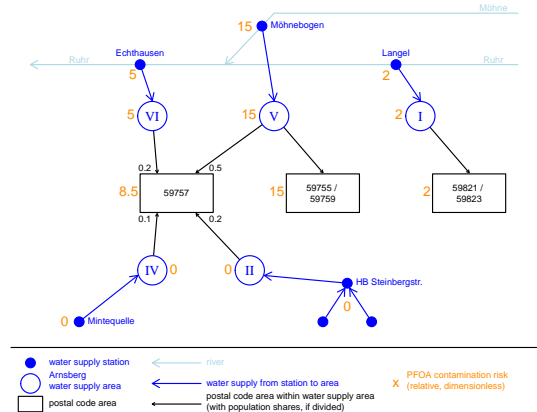 Möhne
15
Möhnebogen
Echthausen
Langel
Ruhr
Ruhr
5
2
5
VI
15
V
2
I
0.2
0.5
8.5
59757
15
59755 /
59759
2
59821 /
59823
0.1
0.2
IV
0
0
II
HB Steinbergstr.
0
0
Mintequelle
water supply station
river
Arnsberg
water supply area
water supply from station to area
x
PFOA contamination risk
(relative, dimensionless)
postal code area
postal code area within water supply area
(with population shares, if divided)